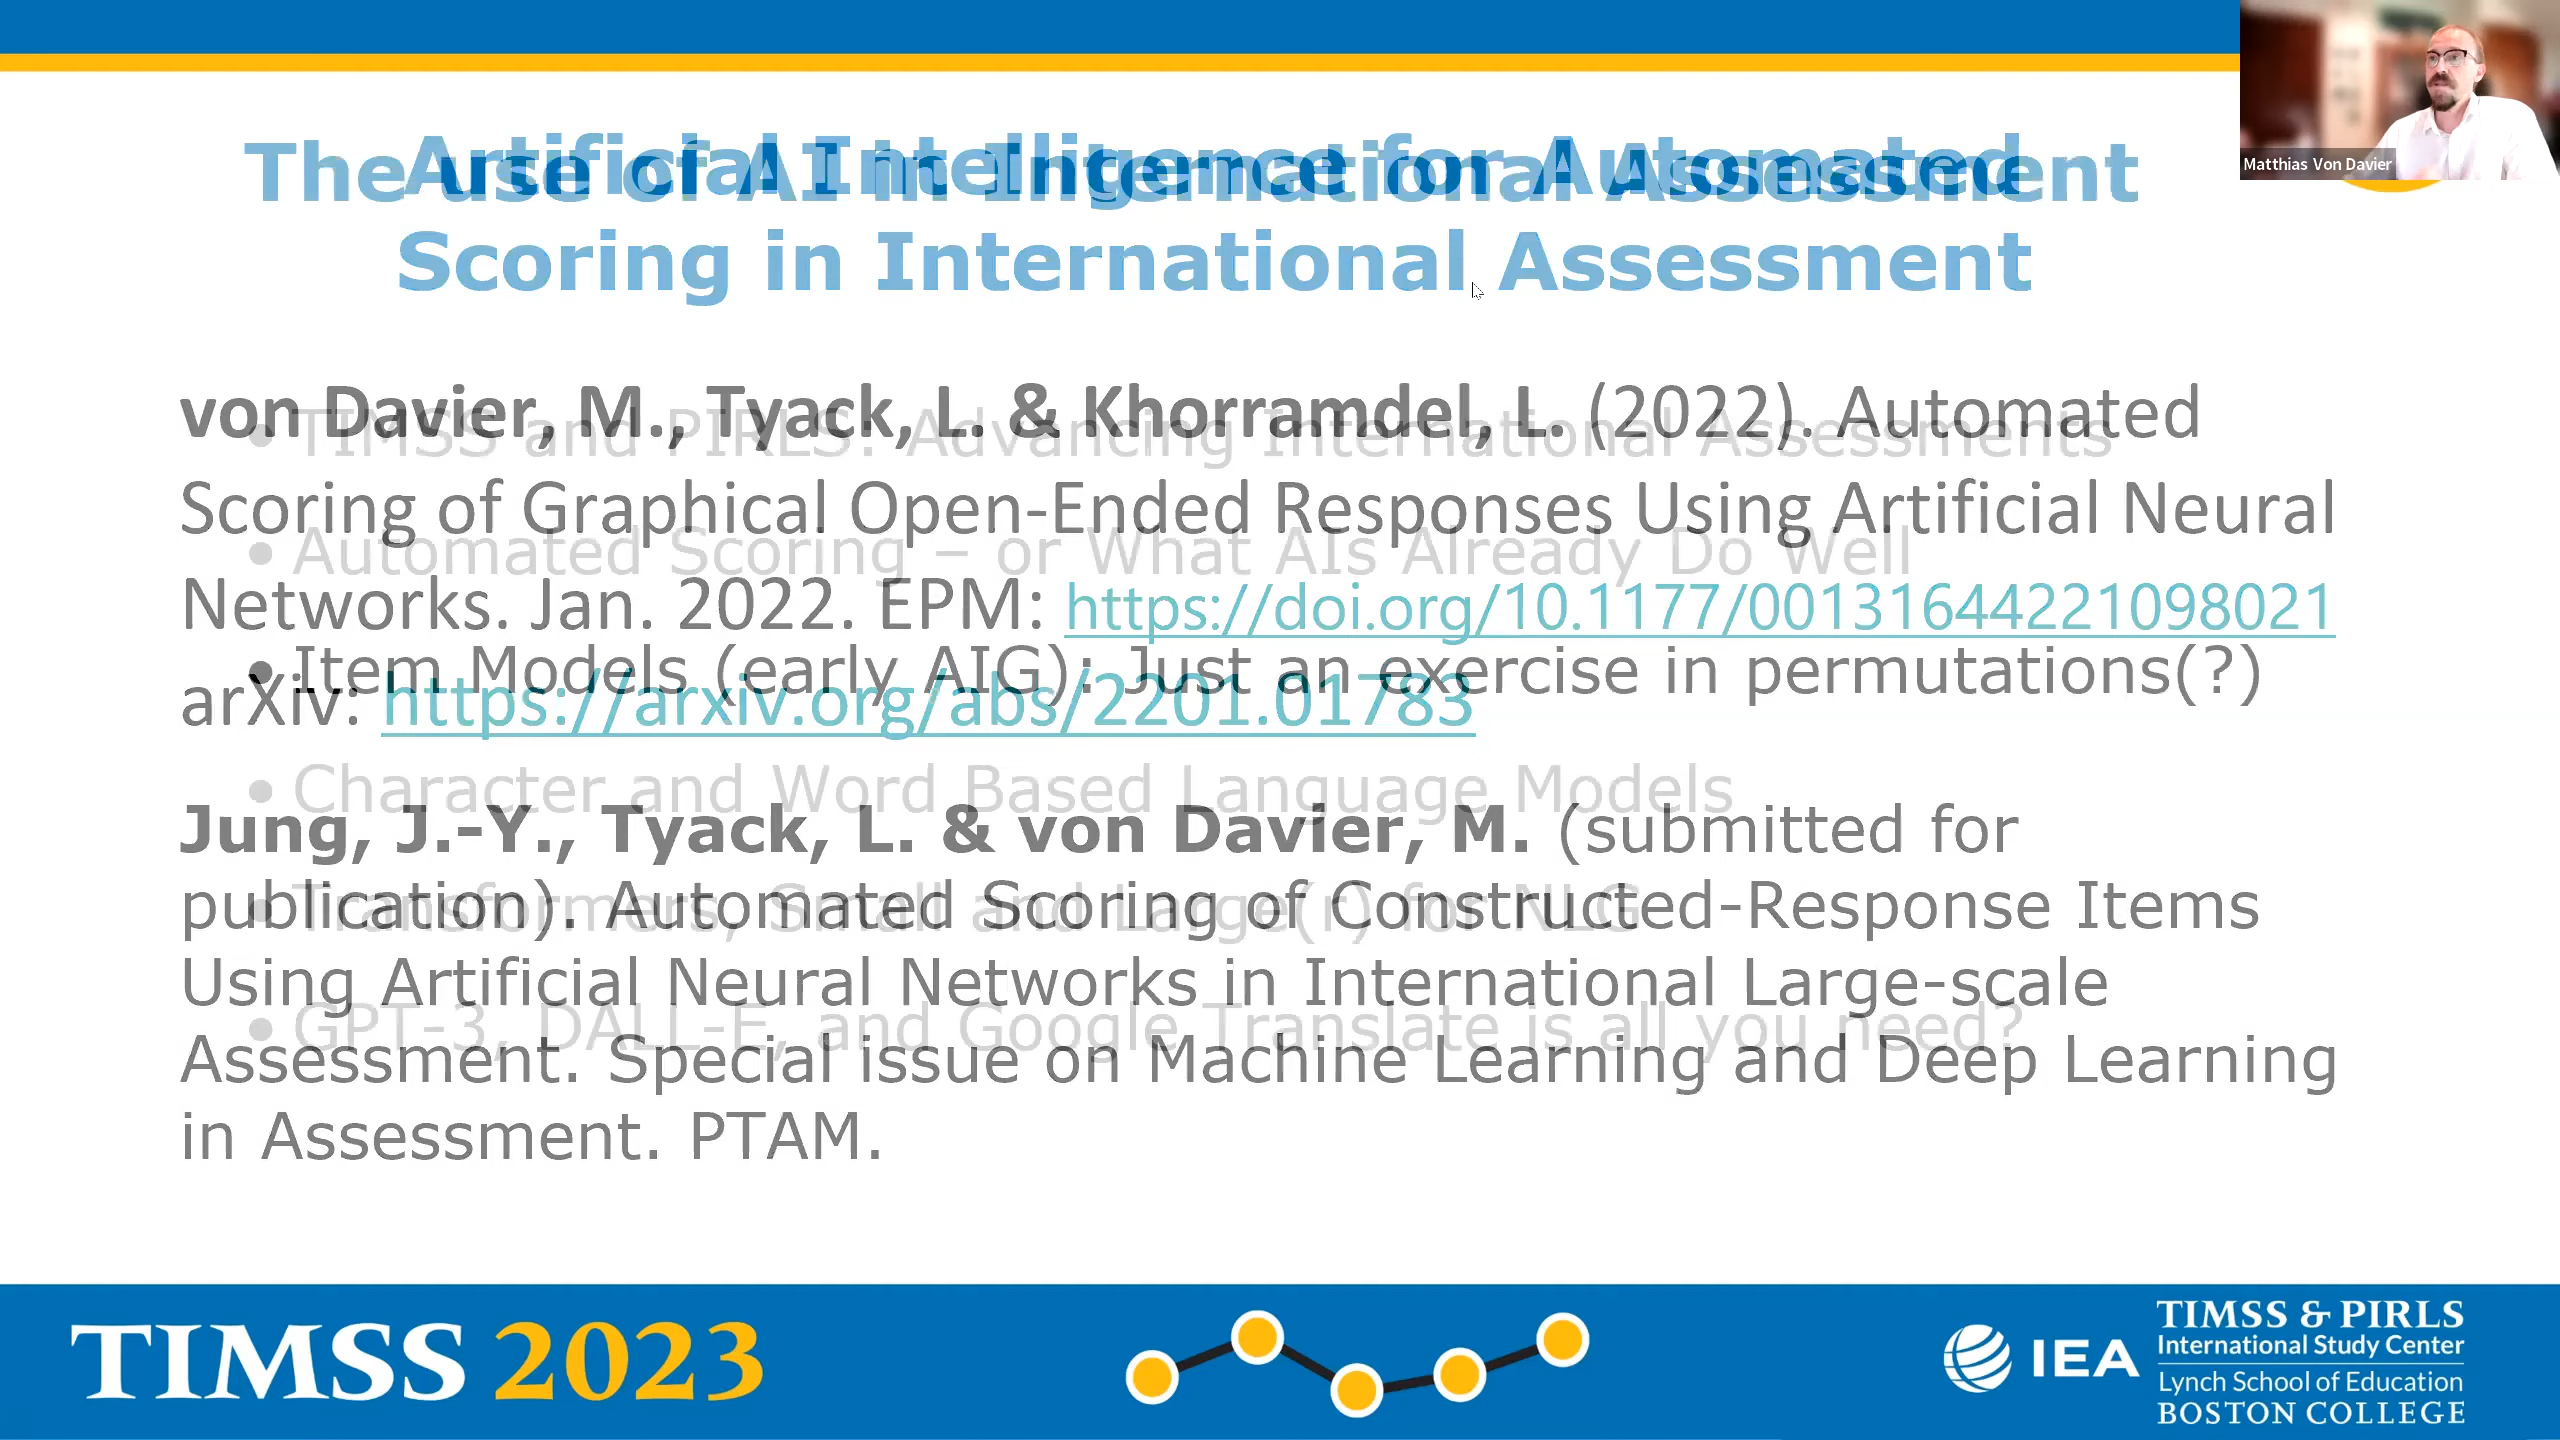 Matthias Von Davier
The use of AI in International Assessment
Artificial Intelligence for Automated
Scoring in International Assessment
von Davier, M., Tyack, L. & Khorramdel, L. (2022). Automated
Scoring of Graphical Open-Ended Responses Using Artificial Neural
Networks. Jan. 2022. EPM: https://doi.org/10.1177/00131644221098021
arXiv: https://arxiv.org/abs/2201.01783
Jung, J.-Y., Tyack, L. & von Davier, M. (submitted for
publication). Automated Scoring of Constructed-Response Items
Using Artificial Neural Networks in International Large-scale
Assessment. Special issue on Machine Learning and Deep Learning
in Assessment. PTAM.
• TIMSS and PIRLS: Advancing International Assessments
• Automated Scoring – or What AIs Already Do Well
• Item Models (early AIG): Just an exercise in permutations(?)
• Character and Word Based Language Models
• Transformers, Small and Large(r) for NLG
• GPT-3, DALL-E, and Google Translate is all you need?
TIMSS 2023
IEA
TIMSS & PIRLS
International Study Center
Lynch School of Education
BOSTON COLLEGE